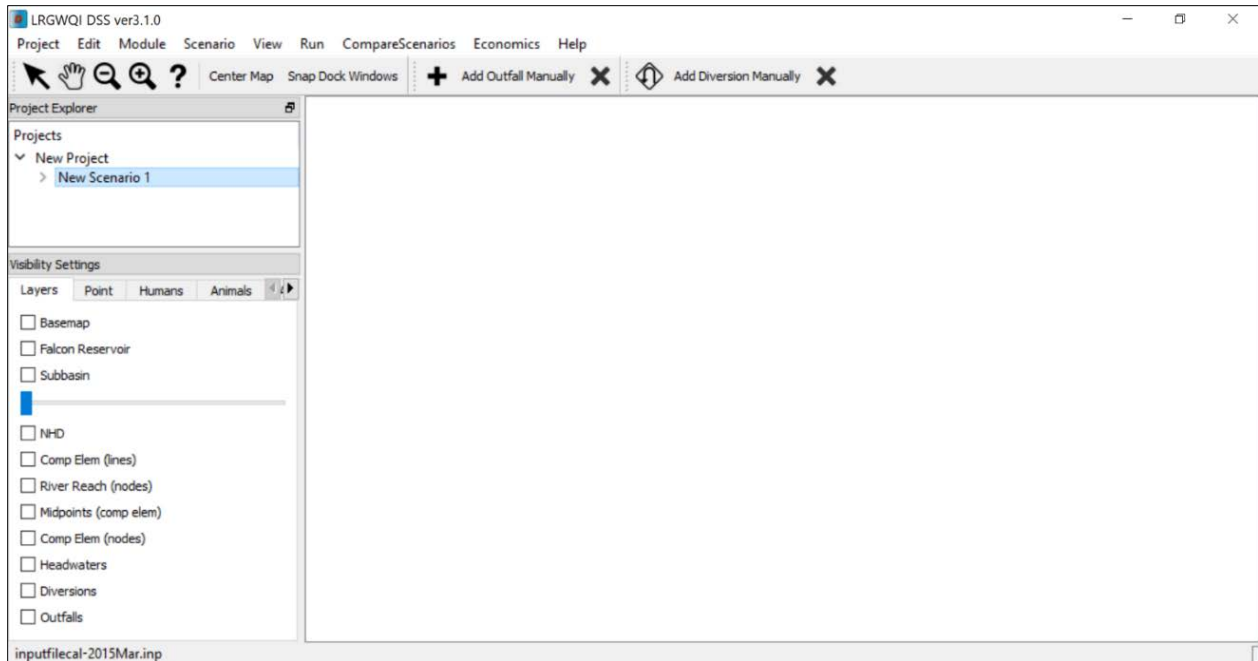 LRGWQI DSS ver3.1.0
Project Edit Module Scenario View Run CompareScenarios Economics Help
? Center Map Snap Dock Windows Add Outfall Manually Add Diversion Manually
Project Explorer
Projects
New Project
New Scenario 1
Visibility Settings
Layers Point Humans Animals
Basemap
Falcon Reservoir
Subbasin
NHD
Comp Elem (lines)
River Reach (nodes)
Midpoints (comp elem)
Comp Elem (nodes)
Headwaters
Diversions
Outfalls
inputfilecal-2015Mar.inp